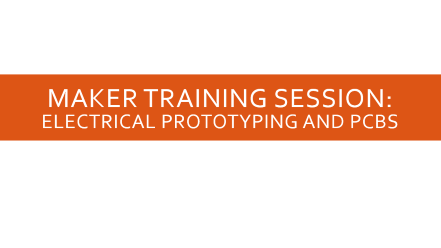 MAKER TRAINING SESSION:
ELECTRICAL PROTOTYPING AND PCBS